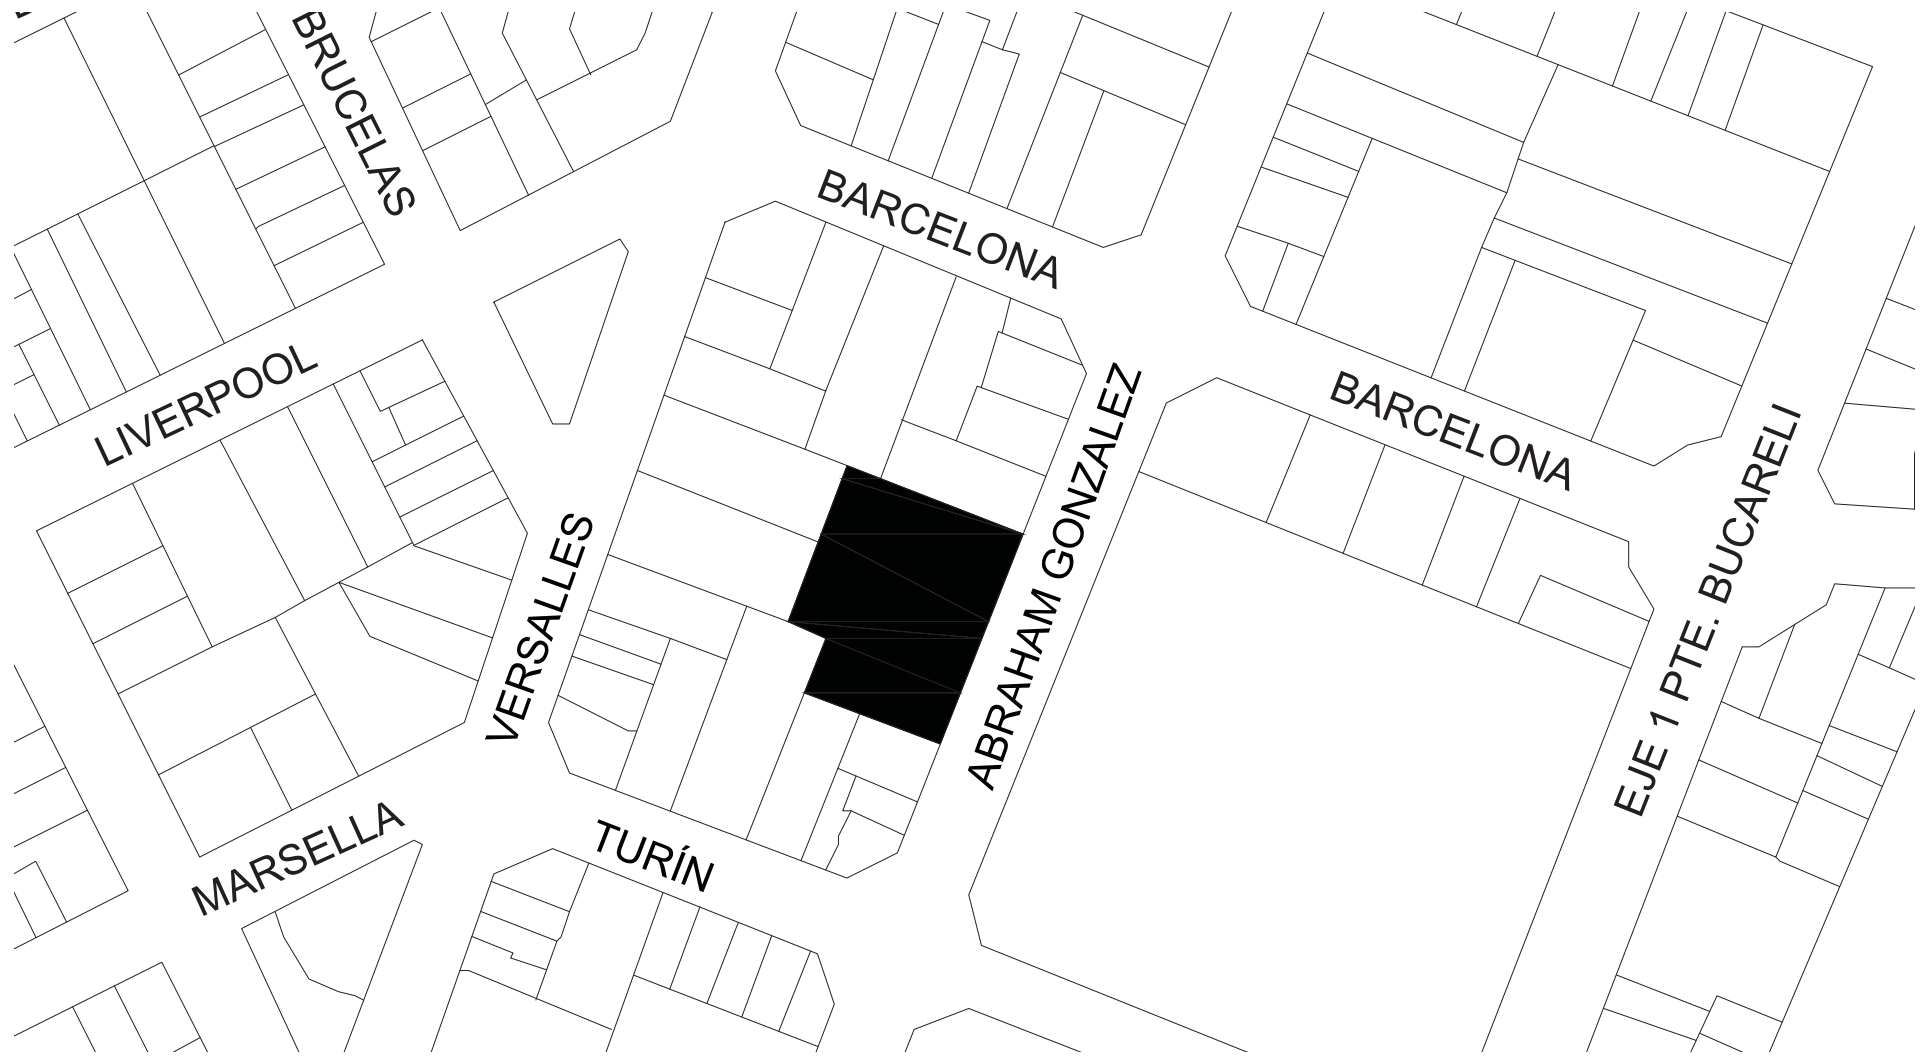 BRUCELAS
BARCELONA
LIVERPOOL
BARCELONA
ABRAHAM GONZALEZ
EJE 1 PTE. BUCARELI
VERSALLES
MARSELLA
TURÍN